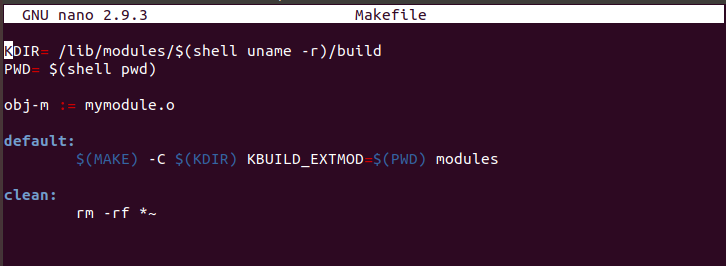 GNU nano 2.9.3 Makefile
KDIR= /lib/modules/$(shell uname -r)/build
PWD= $(shell pwd)
obj-m := mymodule.o
default:
$(MAKE) -C $(KDIR) KBUILD_EXTMOD=$(PWD) modules
clean:
rm -rf *~